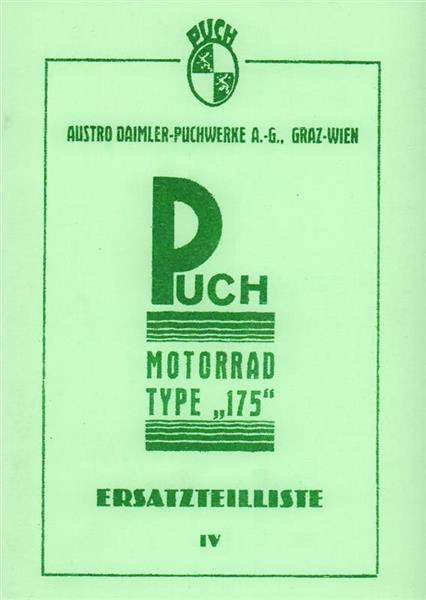 PUCH
AUSTRO DAIMLER-PUCHWERKE A.-G., GRAZ-WIEN
PUCH
MOTORRAD
TYPE „175“
ERSATZTEILLISTE
IV